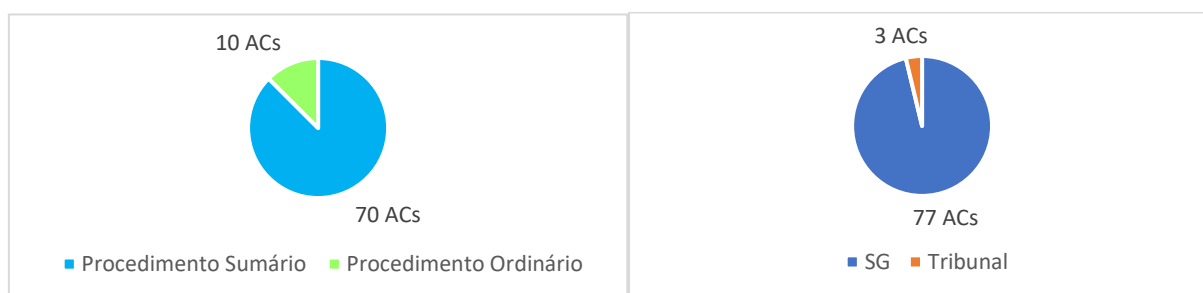 10 ACs
70 ACs
Procedimento Sumário Procedimento Ordinário
3 ACs
77 ACs
SG Tribunal